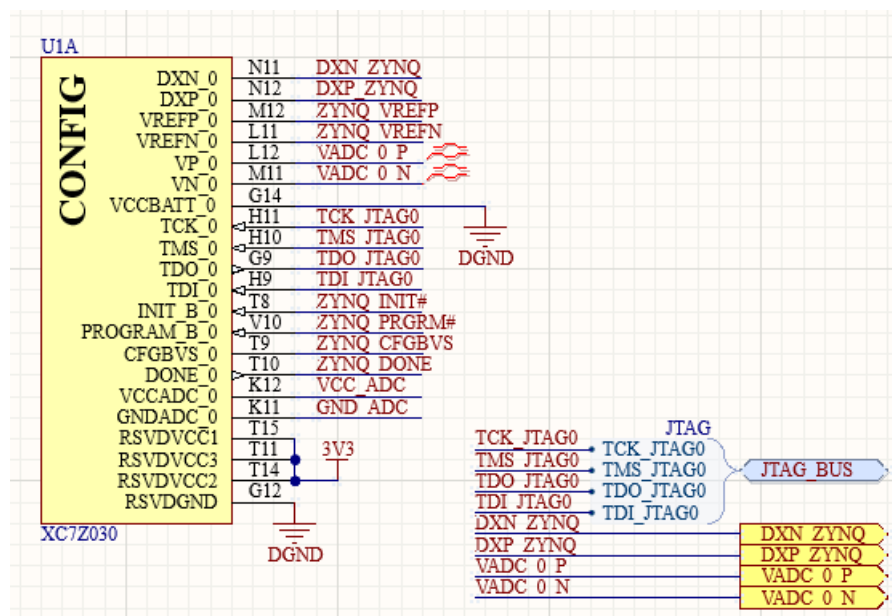 U1A
CONFIG
DXN_0 N11 DXN_ZYNQ
DXP_0 N12 DXP_ZYNQ
VREFP_0 M12 ZYNQ_VREFP
VREFN_0 L11 ZYNQ_VREFN
VP_0 L12 VADC_0_P
VN_0 M11 VADC_0_N
VCCBATT_0 G14
TCK_0 H11 TCK_JTAG0
TMS_0 H10 TMS_JTAG0
TDO_0 G9 TDO_JTAG0
TDI_0 H9 TDI_JTAG0
INIT_B_0 T8 ZYNQ_INIT#
PROGRAM_B_0 V10 ZYNQ_PRGRM#
CFGBVS_0 T9 ZYNQ_CFGBVS
DONE_0 T10 ZYNQ_DONE
VCCADC_0 K12 VCC_ADC
GNDADC_0 K11 GND_ADC
RSVDVCC1 T15
RSVDVCC3 T11
RSVDVCC2 T14
RSVDGND G12
XC7Z030
DGND
3V3
DGND
JTAG
TCK_JTAG0 TCK_JTAG0
TMS_JTAG0 TMS_JTAG0
TDO_JTAG0 TDO_JTAG0
TDI_JTAG0 TDI_JTAG0
JTAG_BUS
DXN_ZYNQ DXN_ZYNQ
DXP_ZYNQ DXP_ZYNQ
VADC_0_P VADC_0_P
VADC_0_N VADC_0_N